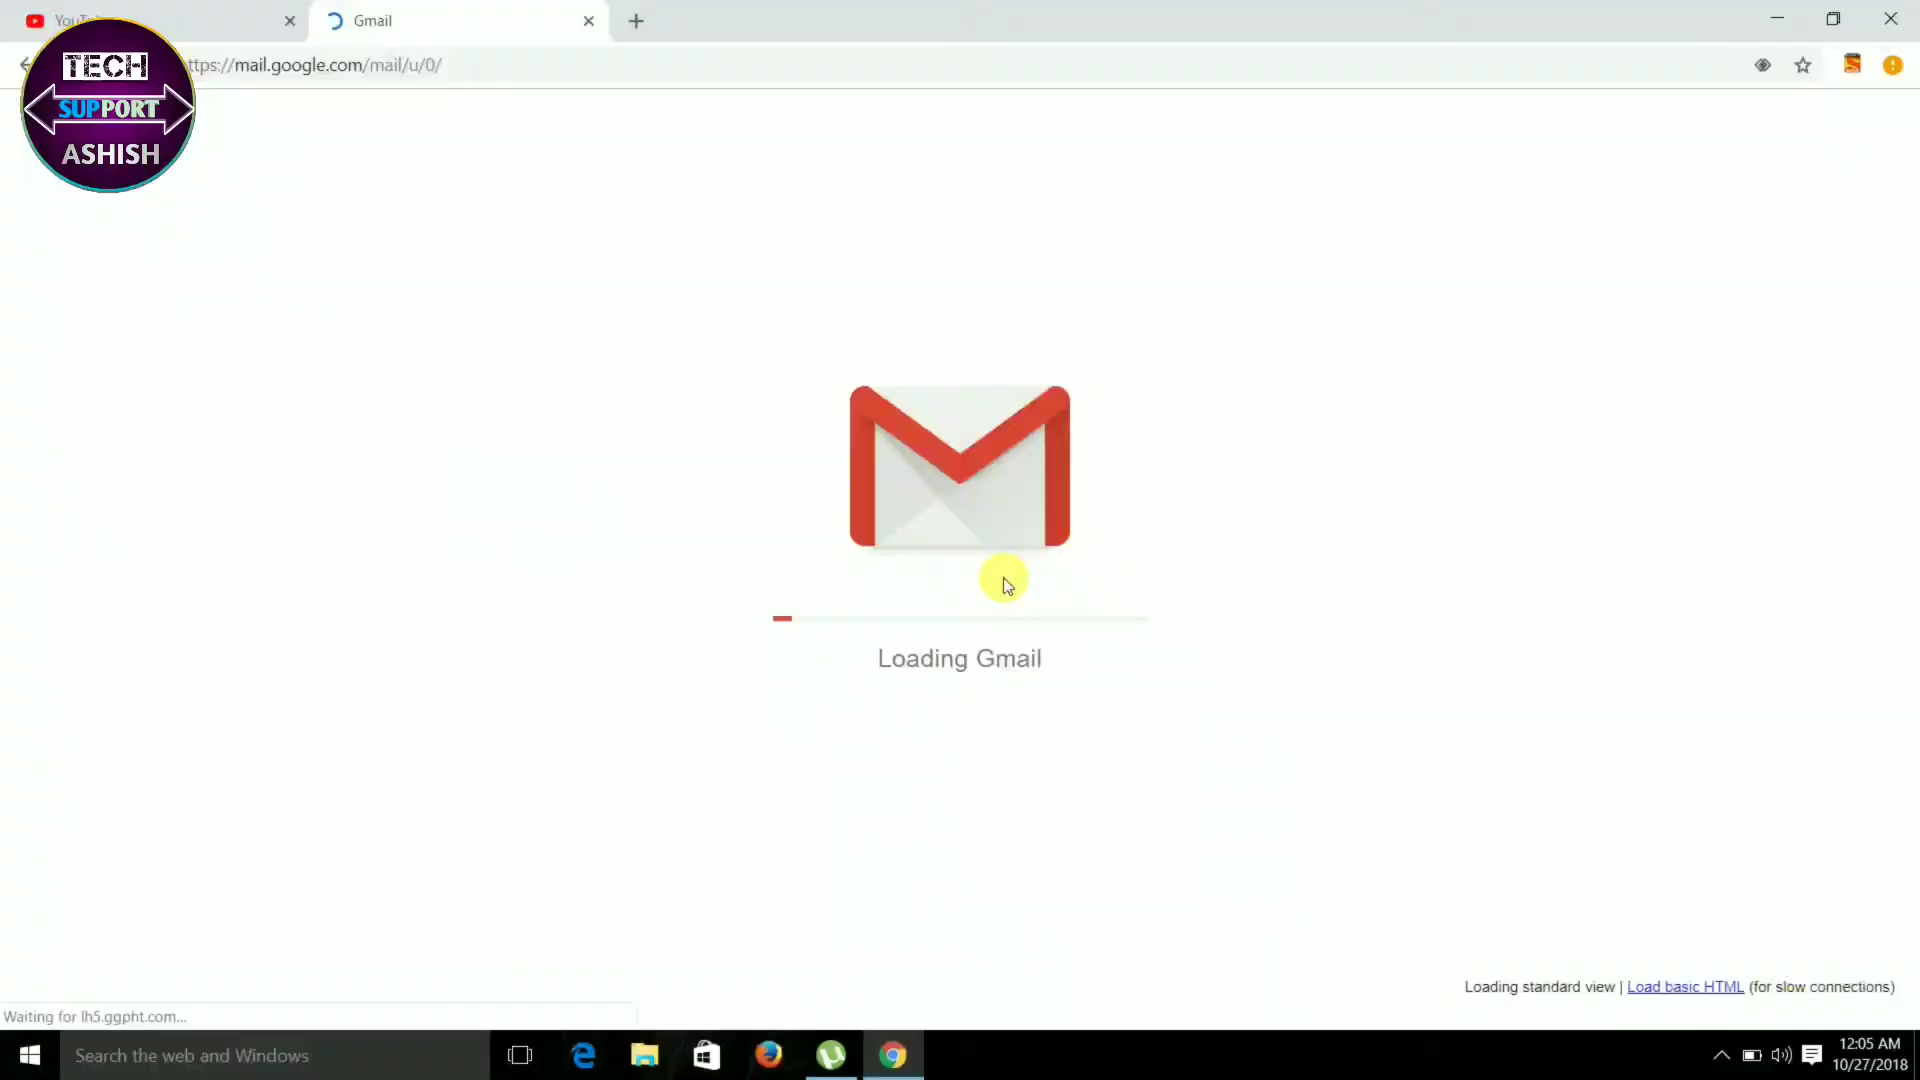 Gmail
TECH
SUPPORT
ASHISH
ttps://mail.google.com/mail/u/0/
Loading Gmail
Loading standard view | Load basic HTML (for slow connections)
Waiting for lh5.ggpht.com...
Search the web and Windows
12:05 AM
10/27/2018